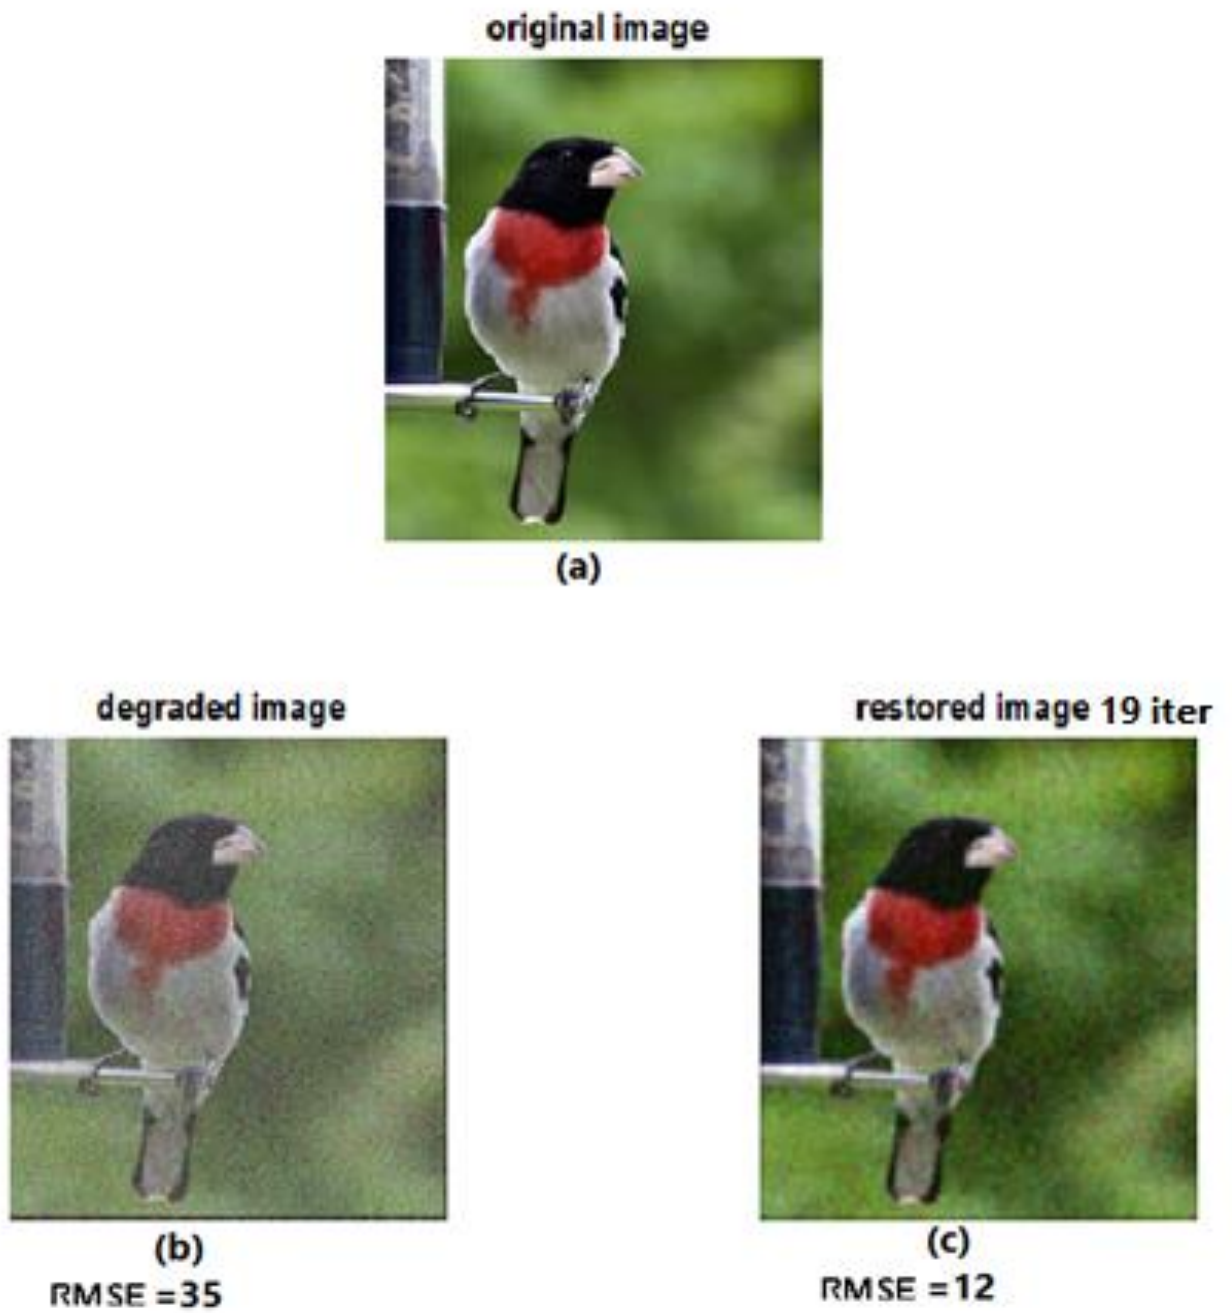 original image
(a)
degraded image
restored image 19 iter
(b)
(c)
RMSE =35
RMSE =12